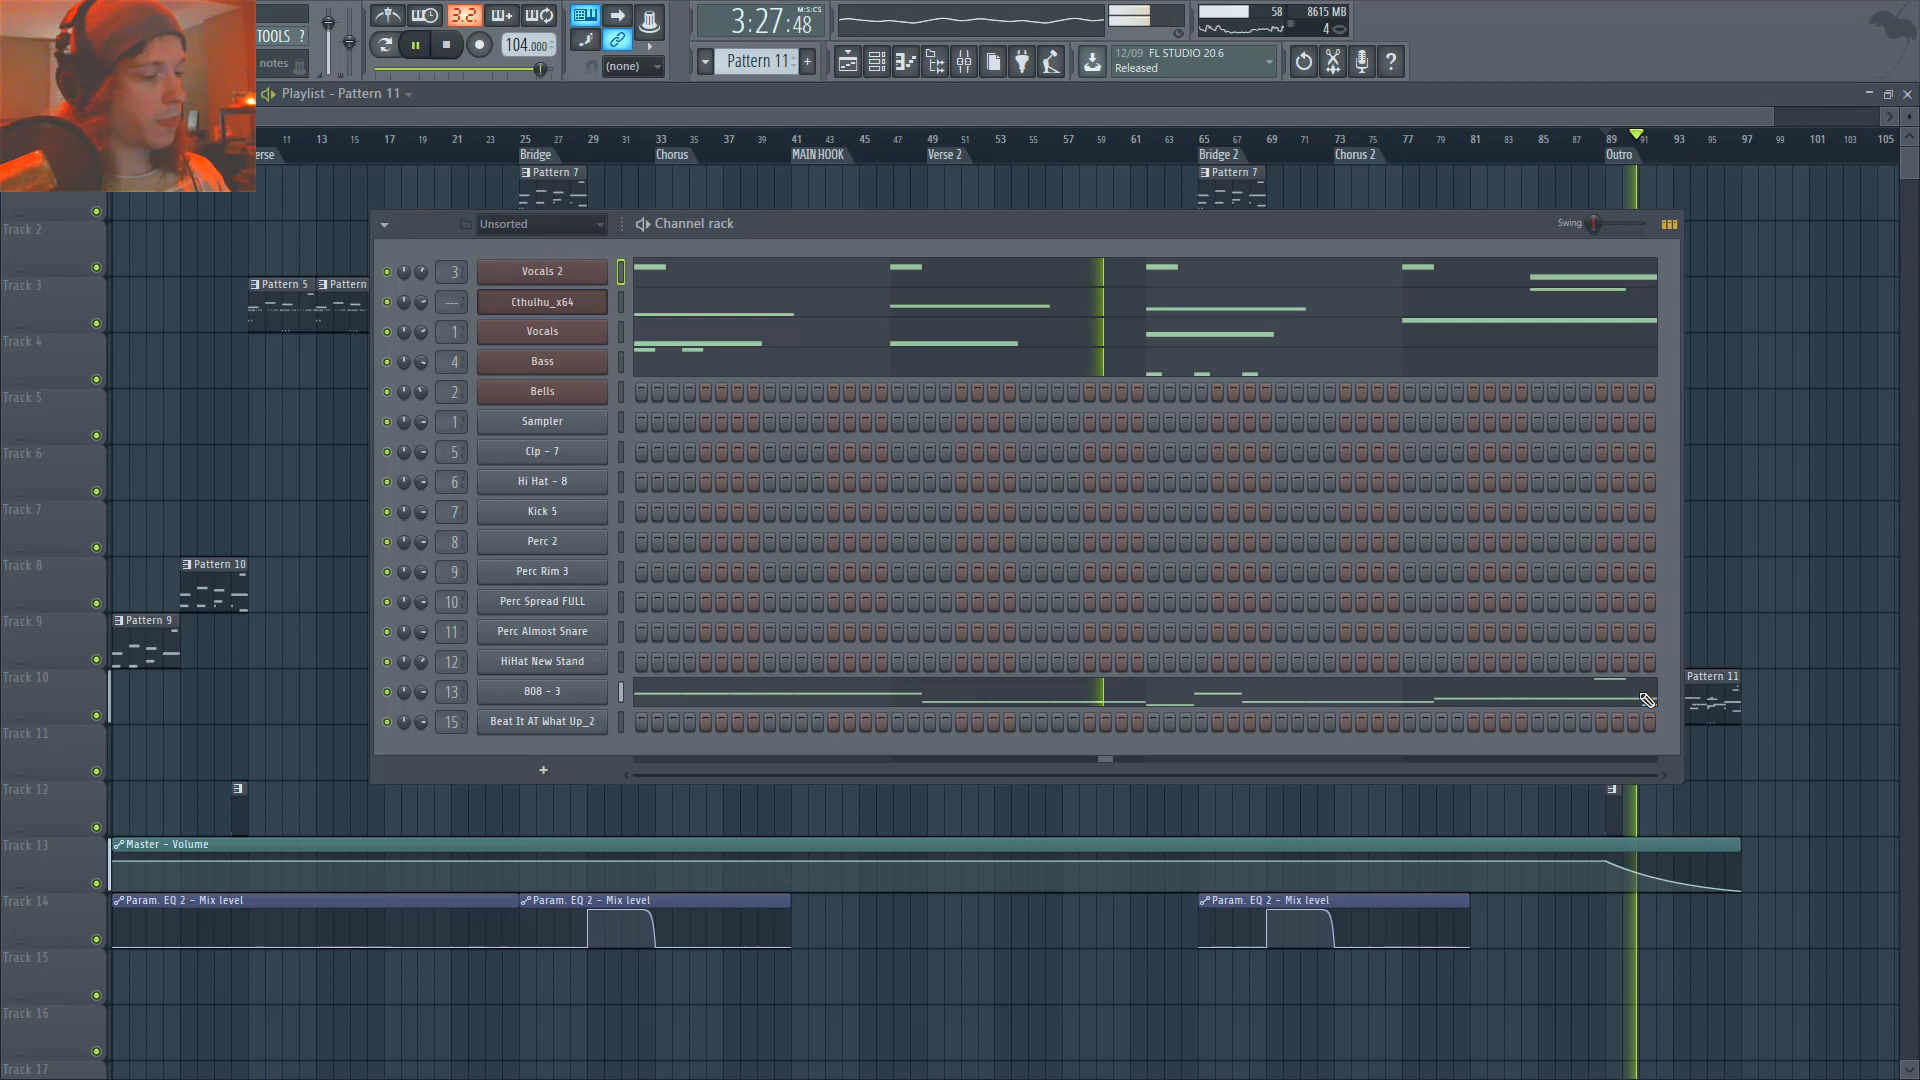 TOOLS ?
notes
3.2.
104.000
(none)
3:27:48
M:S:CS
58
8615 MB
4
Pattern 11
+
12/09 FL STUDIO 20.6
Released
?
Playlist - Pattern 11
11 13 15 17 19 21 23 25 27 29 31 33 35 37 39 41 43 45 47 49 51 53 55 57 59 61 63 65 67 69 71 73 75 77 79 81 83 85 87 89 91 93 95 97 99 101 103 105
erse
Bridge
Chorus
MAIN HOOK
Verse 2
Bridge 2
Chorus 2
Outro
Pattern 7
Pattern 7
Track 2
Unsorted
Channel rack
Swing
Track 3
Pattern 5
Pattern
3 Vocals 2
--- Cthulhu_x64
1 Vocals
4 Bass
2 Bells
1 Sampler
5 Clp - 7
6 Hi Hat - 8
7 Kick 5
8 Perc 2
9 Perc Rim 3
10 Perc Spread FULL
11 Perc Almost Snare
12 HiHat New Stand
13 808 - 3
15 Beat It AT What Up_2
+
Track 4
Track 5
Track 6
Track 7
Track 8
Pattern 10
Track 9
Pattern 9
Track 10
Pattern 11
Track 11
Track 12
Track 13
Master - Volume
Track 14
Param. EQ 2 - Mix level
Param. EQ 2 - Mix level
Param. EQ 2 - Mix level
Track 15
Track 16
Track 17